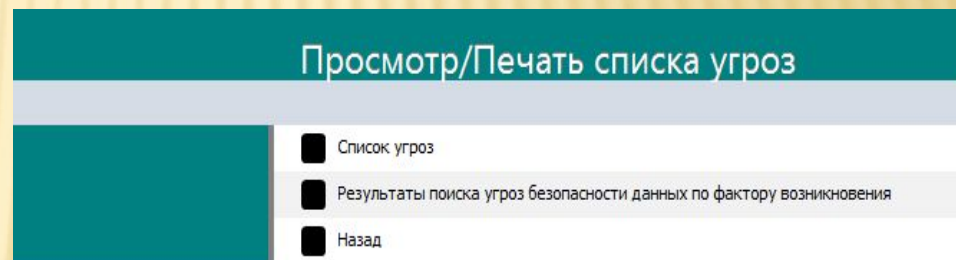 Просмотр/Печать списка угроз
Список угроз
Результаты поиска угроз безопасности данных по фактору возникновения
Назад